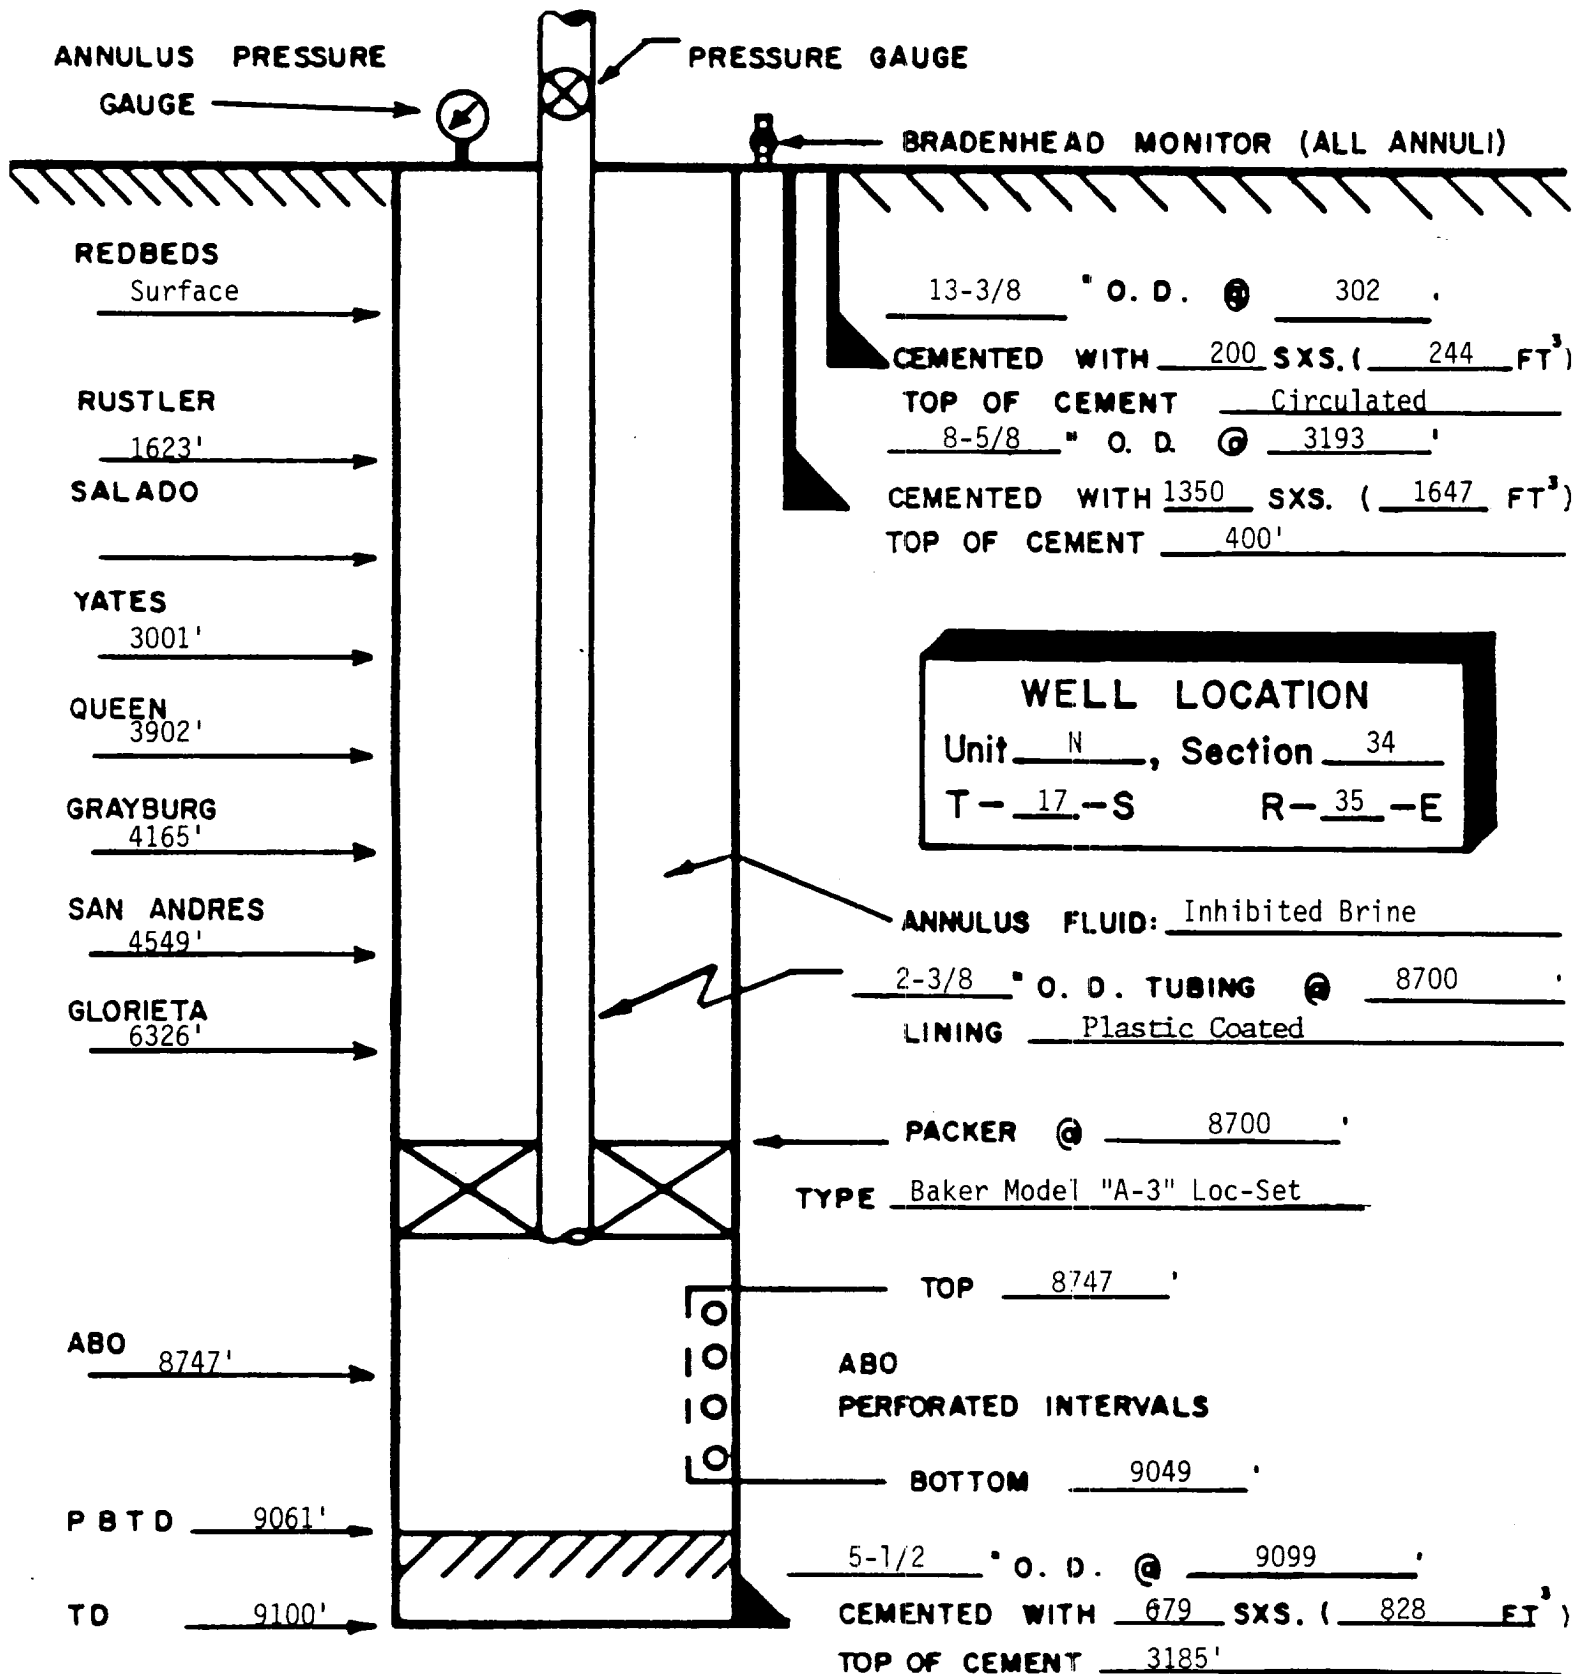 ANNULUS PRESSURE
GAUGE
PRESSURE GAUGE
BRADENHEAD MONITOR (ALL ANNULI)
REDBEDS
Surface
RUSTLER
1623'
SALADO
YATES
3001'
QUEEN
3902'
GRAYBURG
4165'
SAN ANDRES
4549'
GLORIETA
6326'
ABO
8747'
PBTD 9061'
TD 9100'
13-3/8 " O. D. @ 302 '
CEMENTED WITH 200 SXS. ( 244 FT³)
TOP OF CEMENT Circulated
8-5/8 " O. D. @ 3193 '
CEMENTED WITH 1350 SXS. ( 1647 FT³)
TOP OF CEMENT 400'
WELL LOCATION
Unit N , Section 34
T- 17 -S R- 35 -E
ANNULUS FLUID: Inhibited Brine
2-3/8 " O. D. TUBING @ 8700 '
LINING Plastic Coated
PACKER @ 8700 '
TYPE Baker Model "A-3" Loc-Set
TOP 8747 '
ABO
PERFORATED INTERVALS
BOTTOM 9049 '
5-1/2 " O. D. @ 9099 '
CEMENTED WITH 679 SXS. ( 828 FT³)
TOP OF CEMENT 3185'